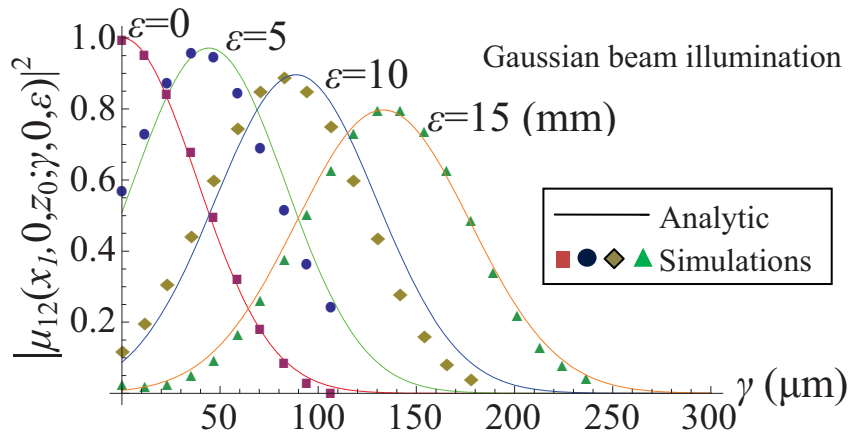 ε=0
ε=5
ε=10
ε=15 (mm)
Gaussian beam illumination
|μ₁₂(x₁,0,z₀;γ,0,ε)|²
1.0
0.8
0.6
0.4
0.2
50 100 150 200 250 300
γ (μm)
Analytic
Simulations